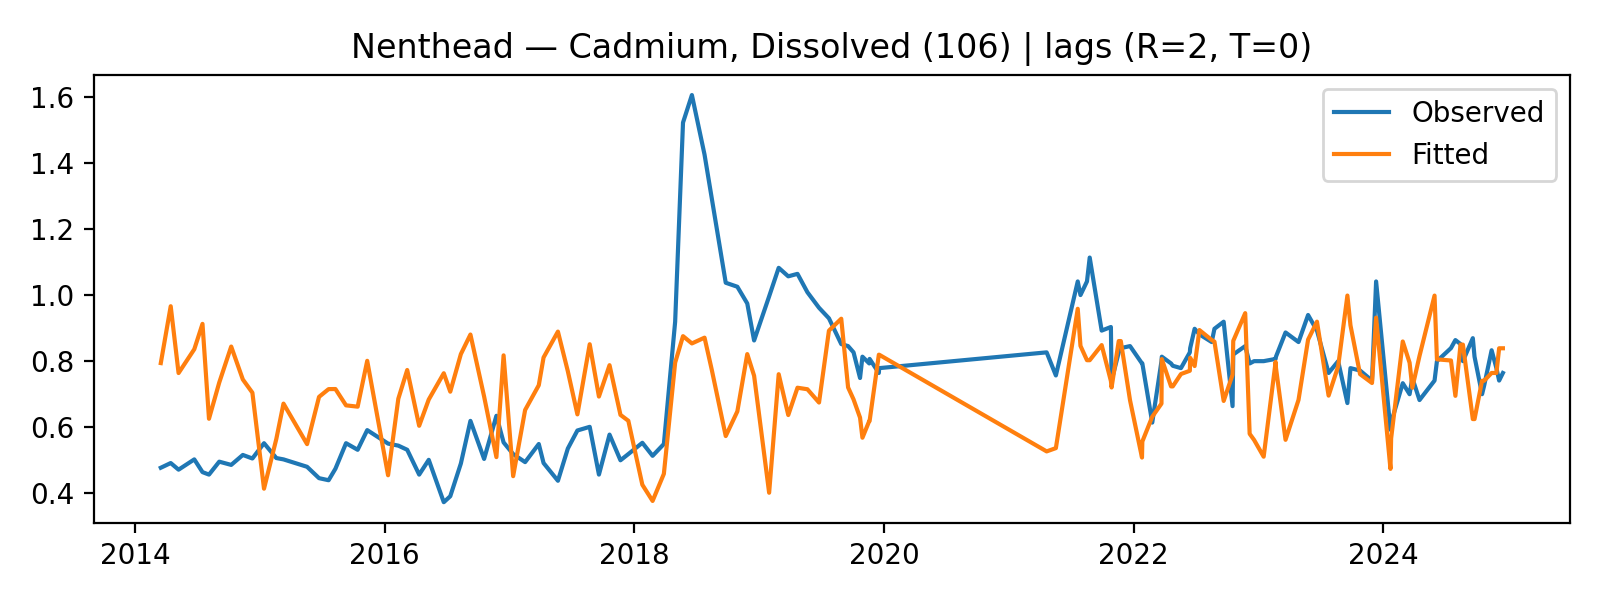 Nenthead — Cadmium, Dissolved (106) | lags (R=2, T=0)
Observed
Fitted
1.6
1.4
1.2
1.0
0.8
0.6
0.4
2014 2016 2018 2020 2022 2024